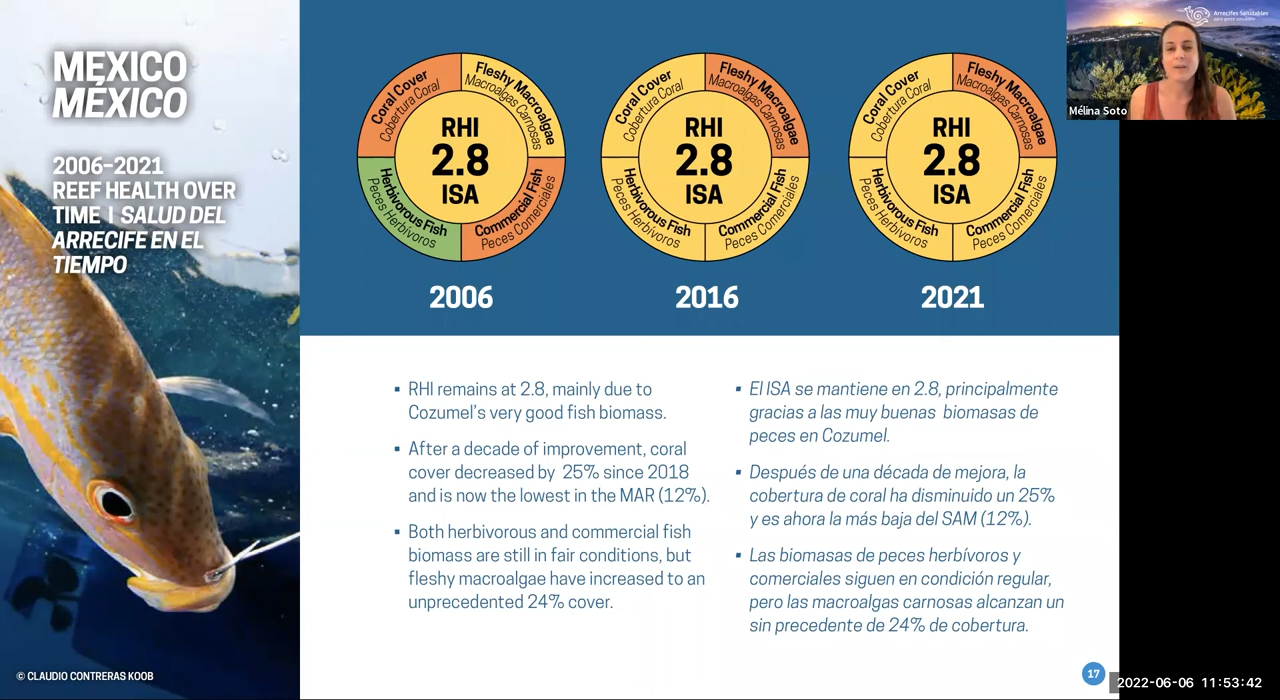 MEXICO
MÉXICO
2006–2021
REEF HEALTH OVER
TIME | SALUD DEL
ARRECIFE EN EL
TIEMPO
© CLAUDIO CONTRERAS KOOB
Coral Cover
Cobertura Coral
Fleshy Macroalgae
Macroalgas Carnosas
Herbivorous Fish
Peces Herbívoros
Commercial Fish
Peces Comerciales
RHI
2.8
ISA
2006
Coral Cover
Cobertura Coral
Fleshy Macroalgae
Macroalgas Carnosas
Herbivorous Fish
Peces Herbívoros
Commercial Fish
Peces Comerciales
RHI
2.8
ISA
2016
Coral Cover
Cobertura Coral
Fleshy Macroalgae
Macroalgas Carnosas
Herbivorous Fish
Peces Herbívoros
Commercial Fish
Peces Comerciales
RHI
2.8
ISA
2021
RHI remains at 2.8, mainly due to
Cozumel's very good fish biomass.
After a decade of improvement, coral
cover decreased by 25% since 2018
and is now the lowest in the MAR (12%).
Both herbivorous and commercial fish
biomass are still in fair conditions, but
fleshy macroalgae have increased to an
unprecedented 24% cover.
El ISA se mantiene en 2.8, principalmente
gracias a las muy buenas biomasas de
peces en Cozumel.
Después de una década de mejora, la
cobertura de coral ha disminuido un 25%
y es ahora la más baja del SAM (12%).
Las biomasas de peces herbívoros y
comerciales siguen en condición regular,
pero las macroalgas carnosas alcanzan un
sin precedente de 24% de cobertura.
17
Arrecifes Saludables
Mélina Soto
2022-06-06 11:53:42